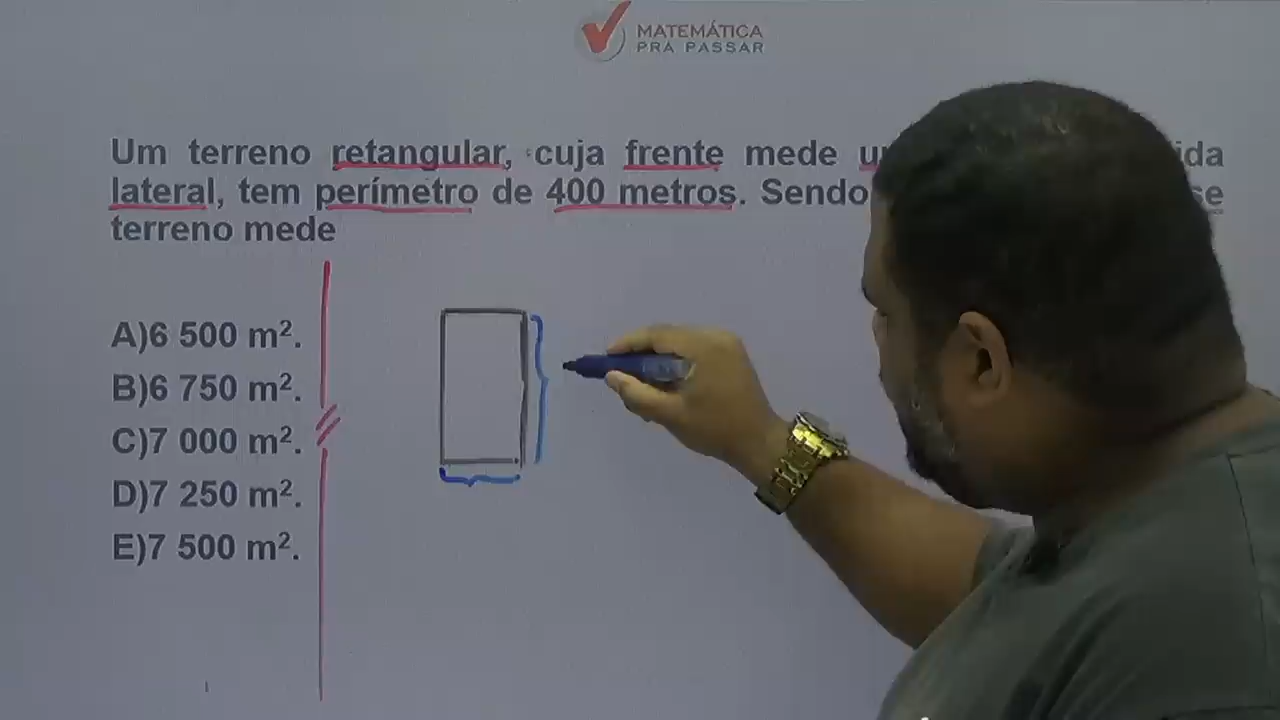 MATEMÁTICA
PRA PASSAR
Um terreno retangular, cuja frente mede
lateral, tem perímetro de 400 metros. Sendo
terreno mede
A)6 500 m².
B)6 750 m².
C)7 000 m².
D)7 250 m².
E)7 500 m².